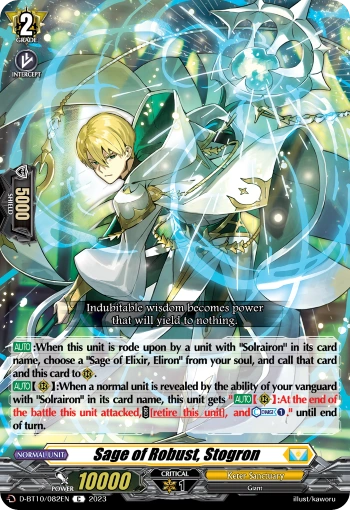 2
GRADE
INTERCEPT
5000
SHIELD
Indubitable wisdom becomes power
that will yield to nothing.
AUTO:When this unit is rode upon by a unit with "Solrairon" in its card
name, choose a "Sage of Elixir, Eliron" from your soul, and call that card
and this card to RC.
AUTO【RC】:When a normal unit is revealed by the ability of your vanguard
with "Solrairon" in its card name, this unit gets "AUTO【RC】:At the end of
the battle this unit attacked, [retire this unit], and 1." until end
of turn.
NORMAL UNIT
Sage of Robust, Stogron
POWER 10000
CRITICAL
1
Keter Sanctuary
Giant
D-BT10/082EN C 2023
illust/kaworu